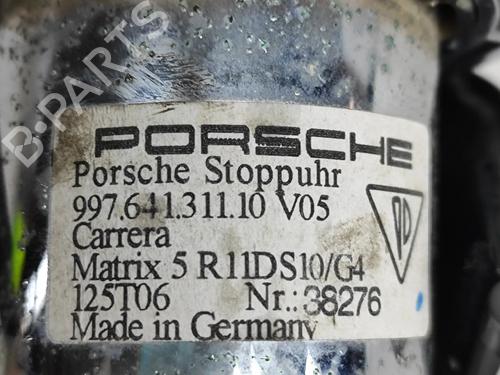 B-PARTS
PORSCHE
Porsche Stoppuhr
997.641.311.10 V05
Carrera
Matrix 5 R11DS10/G4
125T06 Nr.: 38276
Made in Germany